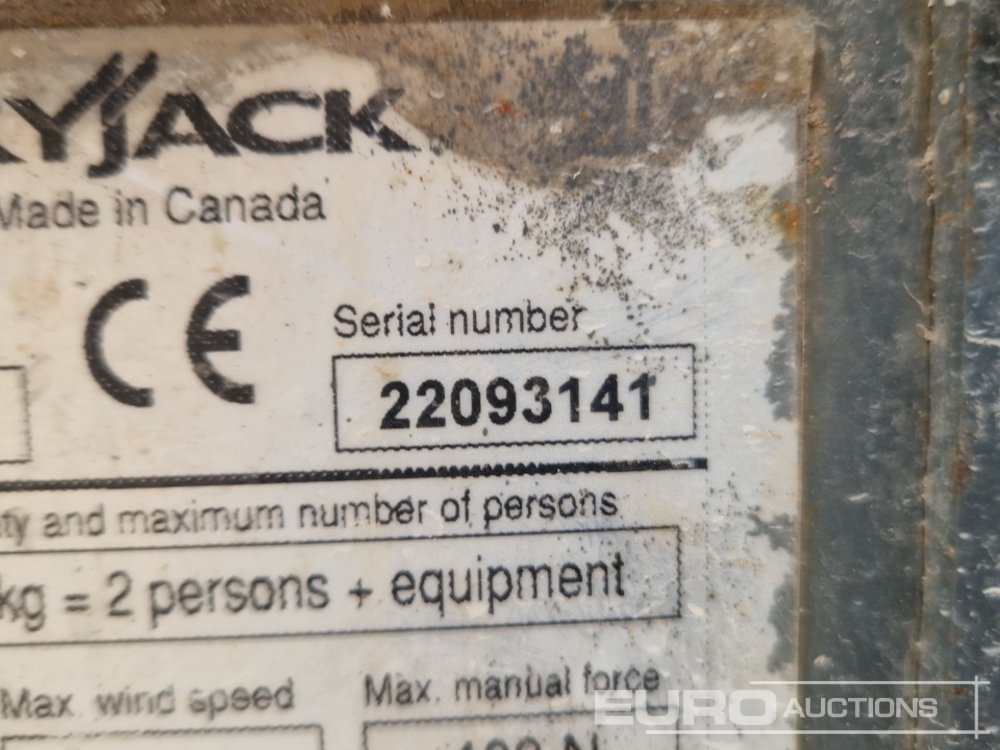 YJACK
Made in Canada
CE
Serial number
22093141
ty and maximum number of persons
kg = 2 persons + equipment
Max. wind speed
Max. manual force
EURO AUCTIONS